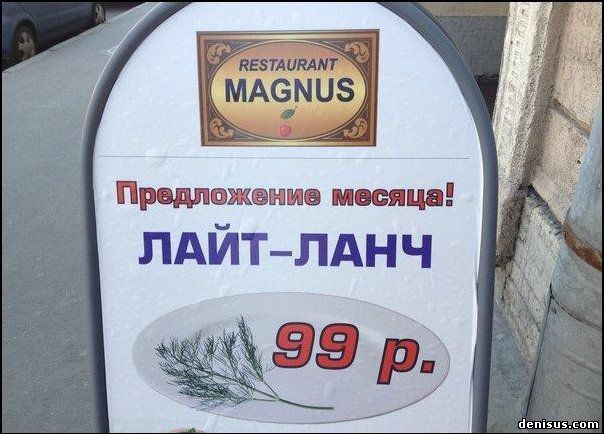 RESTAURANT
MAGNUS
Предложение месяца!
ЛАЙТ-ЛАНЧ
99 р.
denisus.com